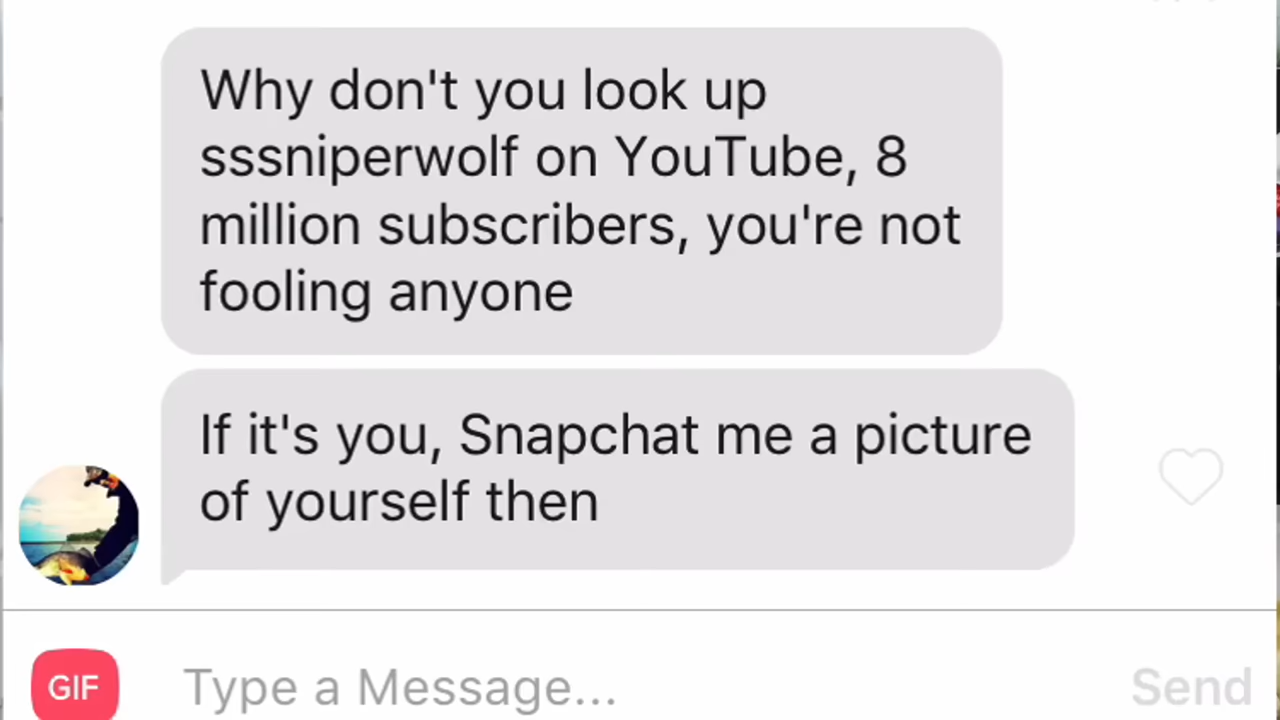 Why don't you look up
sssniperwolf on YouTube, 8
million subscribers, you're not
fooling anyone
If it's you, Snapchat me a picture
of yourself then
GIF
Type a Message...
Send